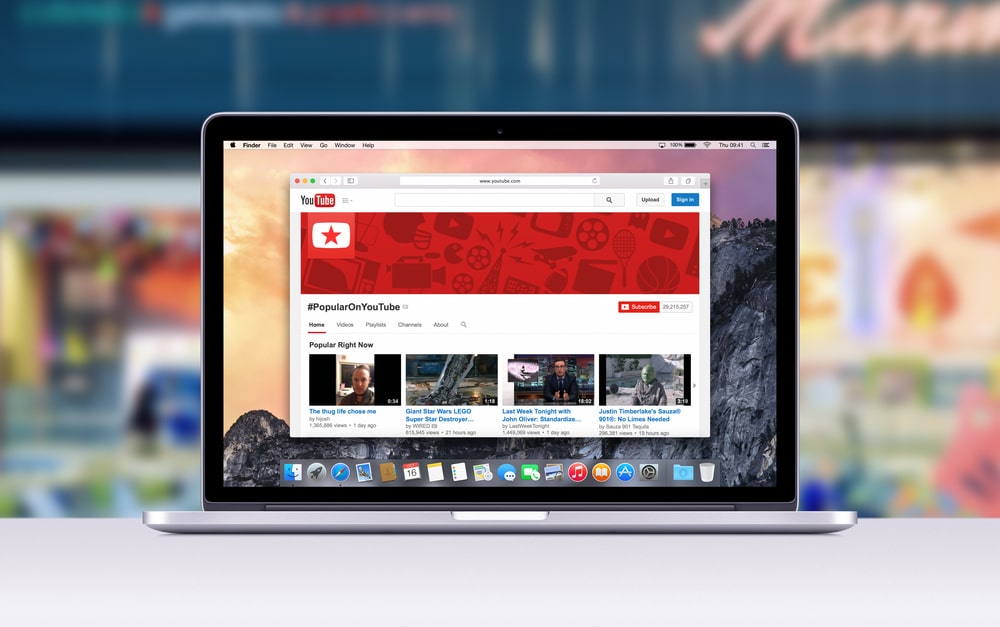 Marm
Finder File Edit View Go Window Help
100% Thu 09:41
www.youtube.com
YouTube
Upload Sign in
#PopularOnYouTube
Subscribe 29,215,257
Home Videos Playlists Channels About
Popular Right Now
0:34
1:18
18:02
3:19
The thug life chose me
by hijosh
1,365,886 views • 1 day ago
Giant Star Wars LEGO
Super Star Destroyer…
by WIRED
815,945 views • 21 hours ago
Last Week Tonight with
John Oliver: Standardize…
by LastWeekTonight
1,449,069 views • 1 day ago
Justin Timberlake's Sauza®
901®: No Limes Needed
by Sauza 901 Tequila
298,381 views • 19 hours ago
16